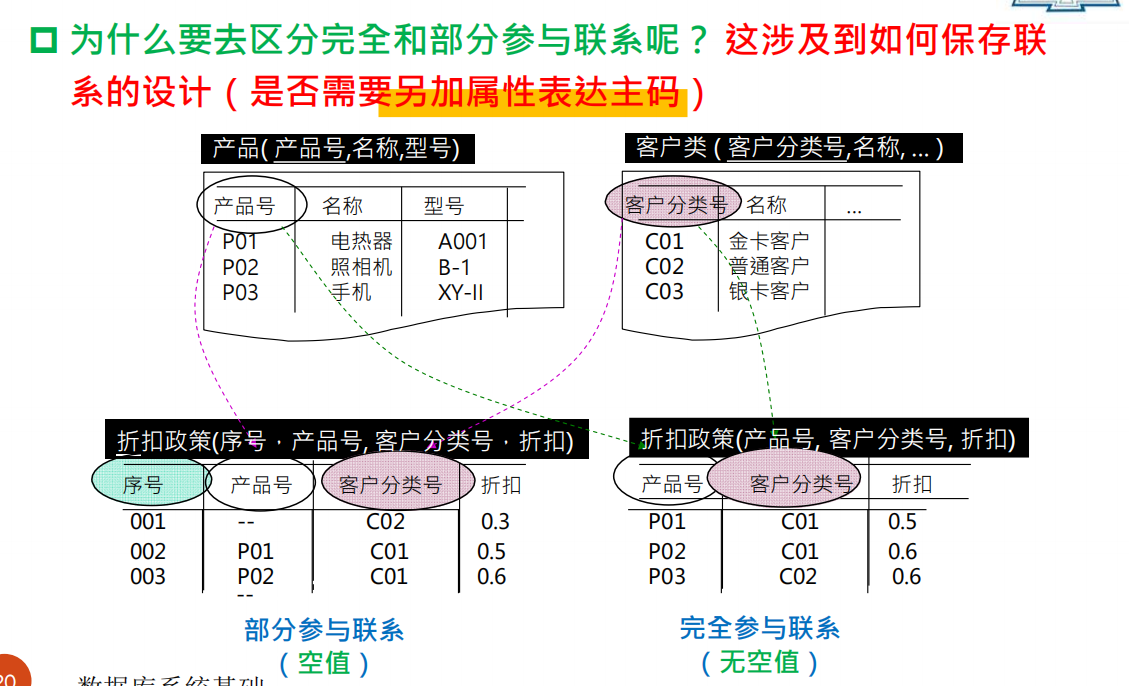 为什么要去区分完全和部分参与联系呢？这涉及到如何保存联
系的设计（是否需要另加属性表达主码）
产品( 产品号,名称,型号)
产品号 名称 型号
P01 电热器 A001
P02 照相机 B-1
P03 手机 XY-II
客户类 ( 客户分类号,名称, ... )
客户分类号 名称 ...
C01 金卡客户
C02 普通客户
C03 银卡客户
折扣政策(序号，产品号, 客户分类号，折扣)
序号 产品号 客户分类号 折扣
001 -- C02 0.3
002 P01 C01 0.5
003 P02 C01 0.6
--
部分参与联系
（空值）
折扣政策(产品号, 客户分类号, 折扣)
产品号 客户分类号 折扣
P01 C01 0.5
P02 C01 0.6
P03 C02 0.6
完全参与联系
（无空值）
20
数据库系统基础